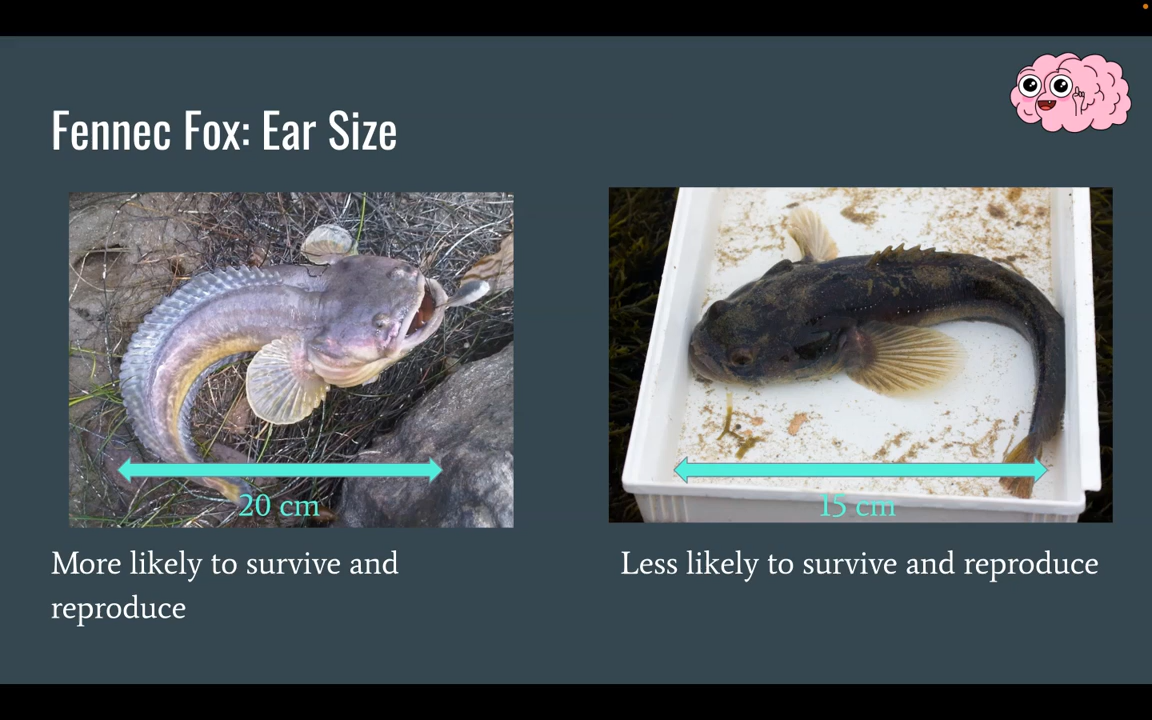 Fennec Fox: Ear Size
20 cm
15 cm
More likely to survive and
reproduce
Less likely to survive and reproduce